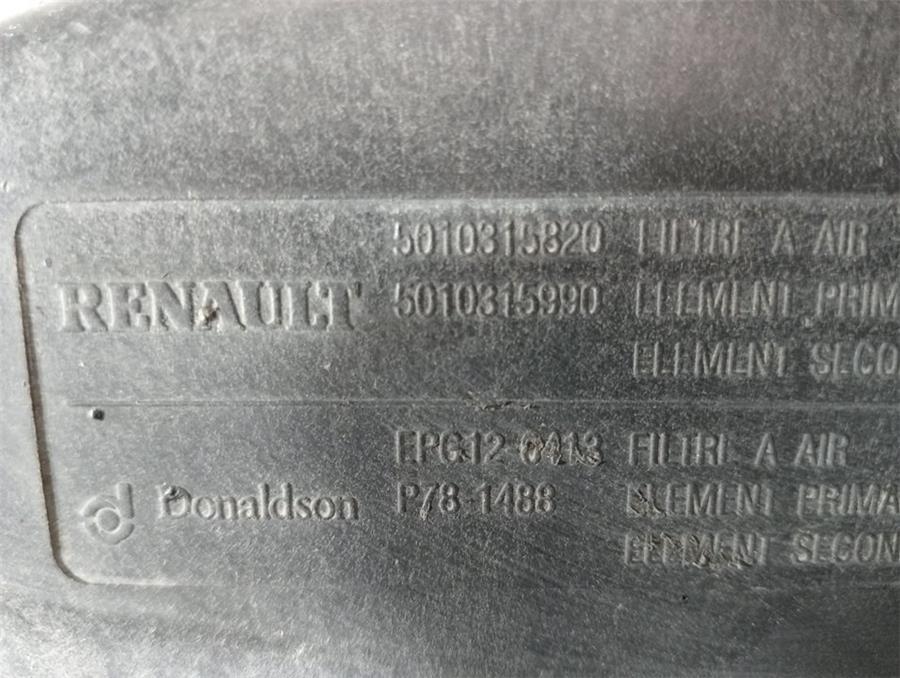 5010315820 FILTRE A AIR
RENAULT 5010315990 ELEMENT PRIMA
ELEMENT SECO
EPG12-0413 FILTRE A AIR
Donaldson P78-1488 ELEMENT PRIMA
ELEMENT SECON